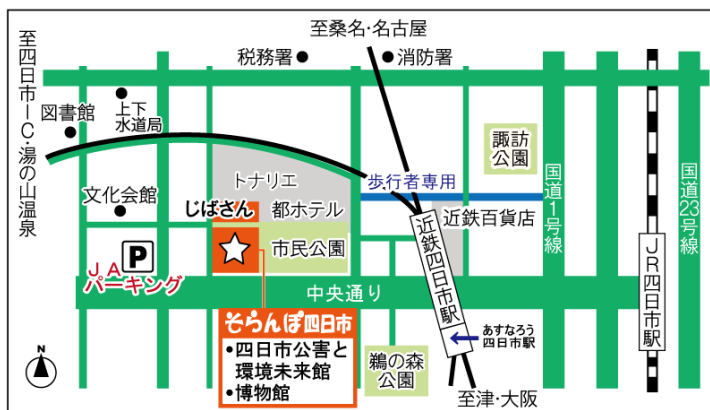 至桑名・名古屋
税務署
消防署
至四日市IC・湯の山温泉
図書館
上下
水道局
諏訪
公園
国道1号線
国道23号線
トナリエ
歩行者専用
文化会館
じばさん
都ホテル
近鉄百貨店
近鉄四日市駅
JR四日市駅
P
JA
パーキング
市民公園
中央通り
そらんぽ四日市
•四日市公害と
環境未来館
•博物館
あすなろう
四日市駅
鵜の森
公園
N
至津・大阪